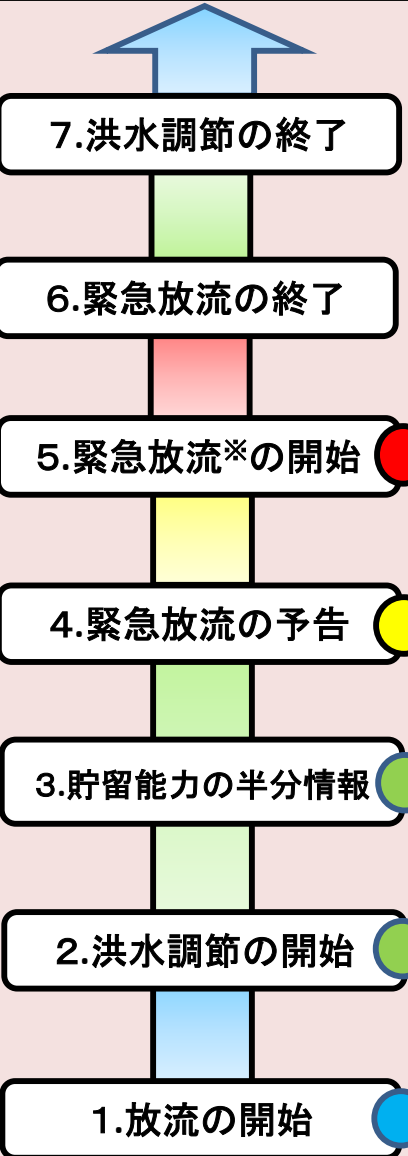 7.洪水調節の終了
6.緊急放流の終了
5.緊急放流※の開始
4.緊急放流の予告
3.貯留能力の半分情報
2.洪水調節の開始
1.放流の開始